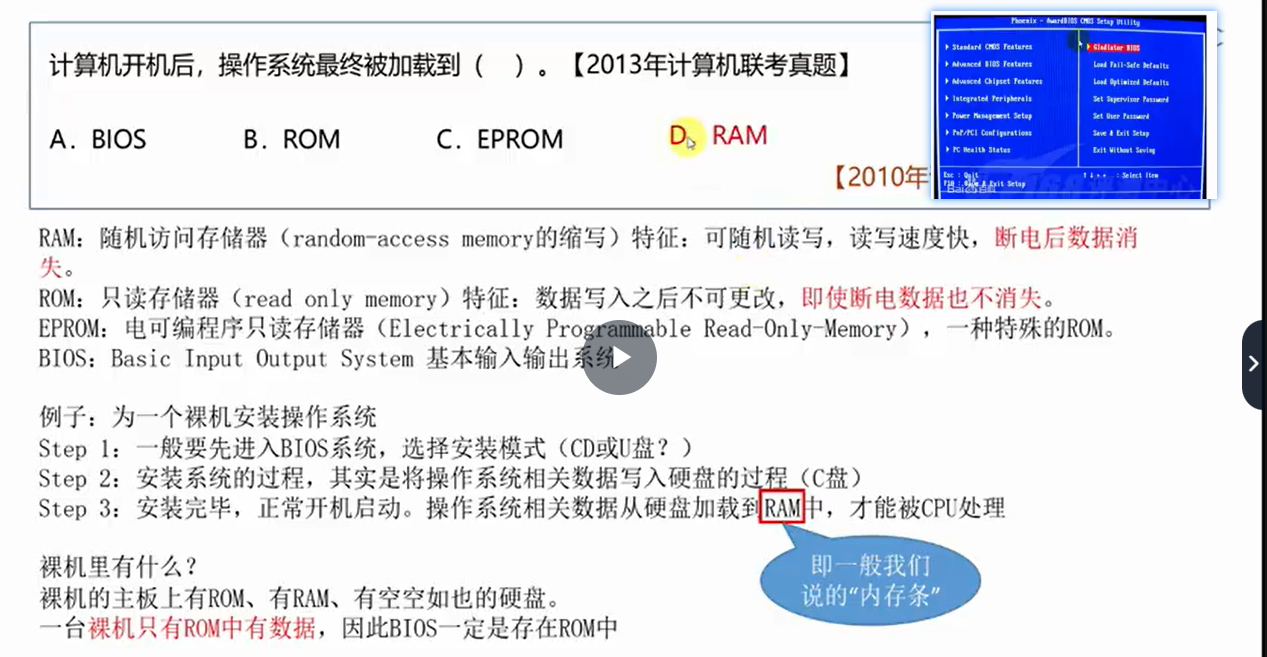 计算机开机后，操作系统最终被加载到（　）。【2013年计算机联考真题】
A. BIOS B. ROM C. EPROM D. RAM
【2010年
Phoenix - AwardBIOS CMOS Setup Utility
Standard CMOS Features
Advanced BIOS Features
Advanced Chipset Features
Integrated Peripherals
Power Management Setup
PnP/PCI Configurations
PC Health Status
Gladiator BIOS
Load Fail-Safe Defaults
Load Optimized Defaults
Set Supervisor Password
Set User Password
Save & Exit Setup
Exit Without Saving
Esc : Quit
F10 : Save & Exit Setup
: Select Item
RAM：随机访问存储器（random-access memory的缩写）特征：可随机读写，读写速度快，断电后数据消
失。
ROM：只读存储器（read only memory）特征：数据写入之后不可更改，即使断电数据也不消失。
EPROM：电可编程序只读存储器（Electrically Programmable Read-Only-Memory），一种特殊的ROM。
BIOS：Basic Input Output System 基本输入输出系统
例子：为一个裸机安装操作系统
Step 1：一般要先进入BIOS系统，选择安装模式（CD或U盘？）
Step 2：安装系统的过程，其实是将操作系统相关数据写入硬盘的过程（C盘）
Step 3：安装完毕，正常开机启动。操作系统相关数据从硬盘加载到RAM中，才能被CPU处理
即一般我们
说的“内存条”
裸机里有什么？
裸机的主板上有ROM、有RAM、有空空如也的硬盘。
一台裸机只有ROM中有数据，因此BIOS一定是存在ROM中